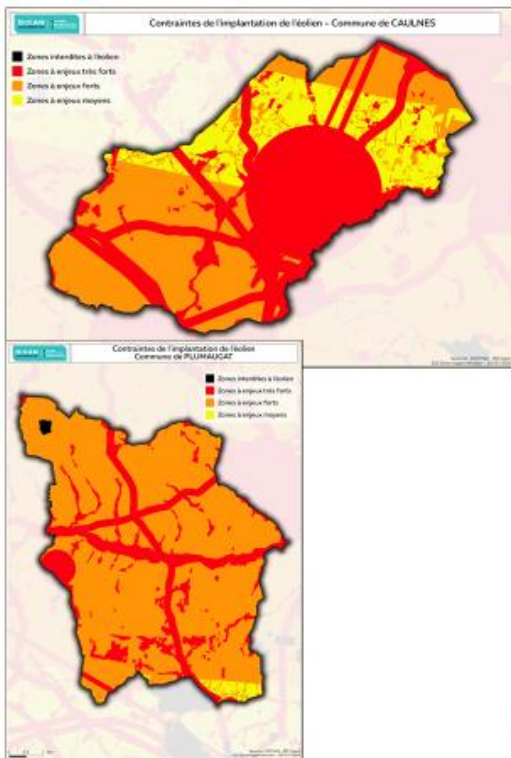 DINAN
Contraintes de l'implantation de l'éolien - Commune de CAULNES
Zones interdites à l'éolien
Zones à enjeux très forts
Zones à enjeux forts
Zones à enjeux moyens
DINAN
Contraintes de l'implantation de l'éolien
Commune de PLUMAUGAT
Zones interdites à l'éolien
Zones à enjeux très forts
Zones à enjeux forts
Zones à enjeux moyens